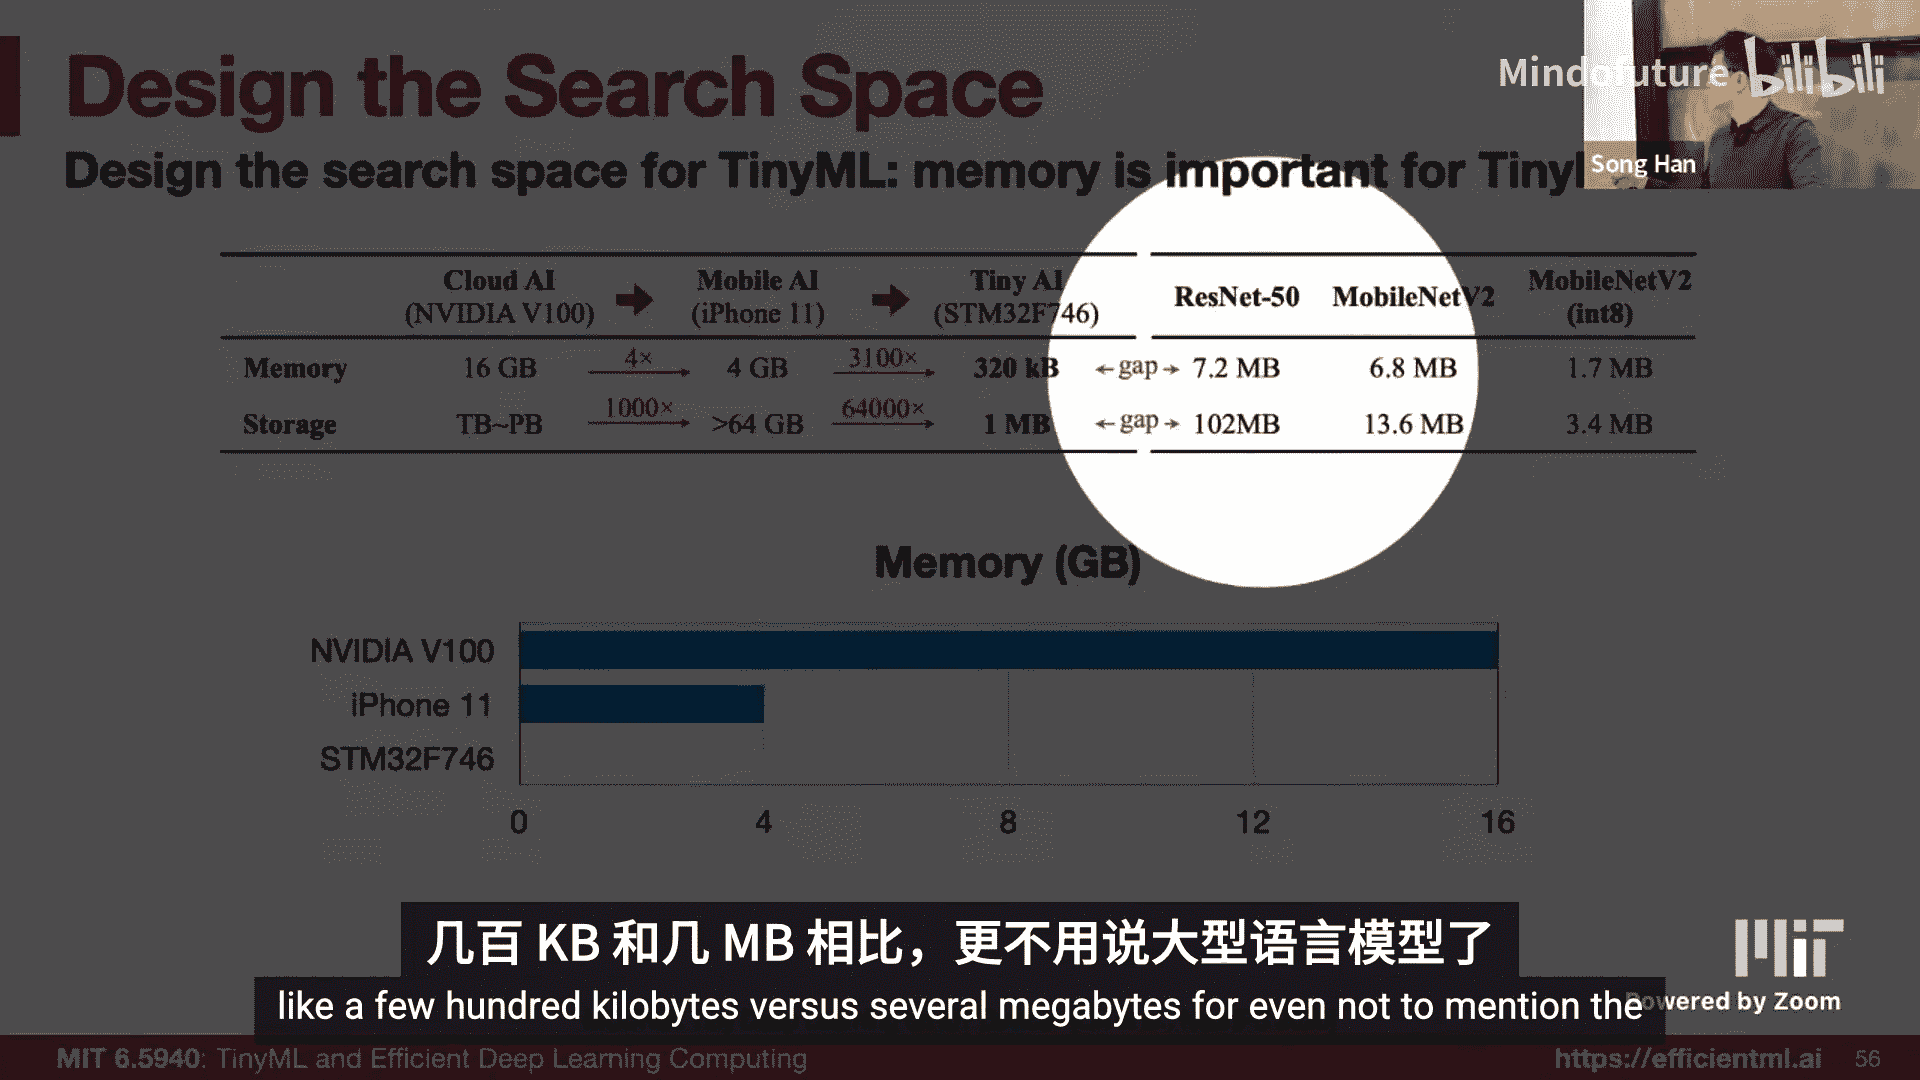 Design the Search Space
Mindofuture bilibili
Design the search space for TinyML: memory is important for Tiny
Song Han
Cloud AI Mobile AI Tiny AI ResNet-50 MobileNetV2 MobileNetV2
(NVIDIA V100) (iPhone 11) (STM32F746) (int8)
Memory 16 GB 4× 4 GB 3100× 320 kB gap 7.2 MB 6.8 MB 1.7 MB
Storage TB~PB 1000× >64 GB 64000× 1 MB gap 102MB 13.6 MB 3.4 MB
Memory (GB)
NVIDIA V100
iPhone 11
STM32F746
0 4 8 12 16
几百 KB 和几 MB 相比，更不用说大型语言模型了
like a few hundred kilobytes versus several megabytes for even not to mention the
MIT
Powered by Zoom
MIT 6.5940: TinyML and Efficient Deep Learning Computing
https://efficientml.ai 56